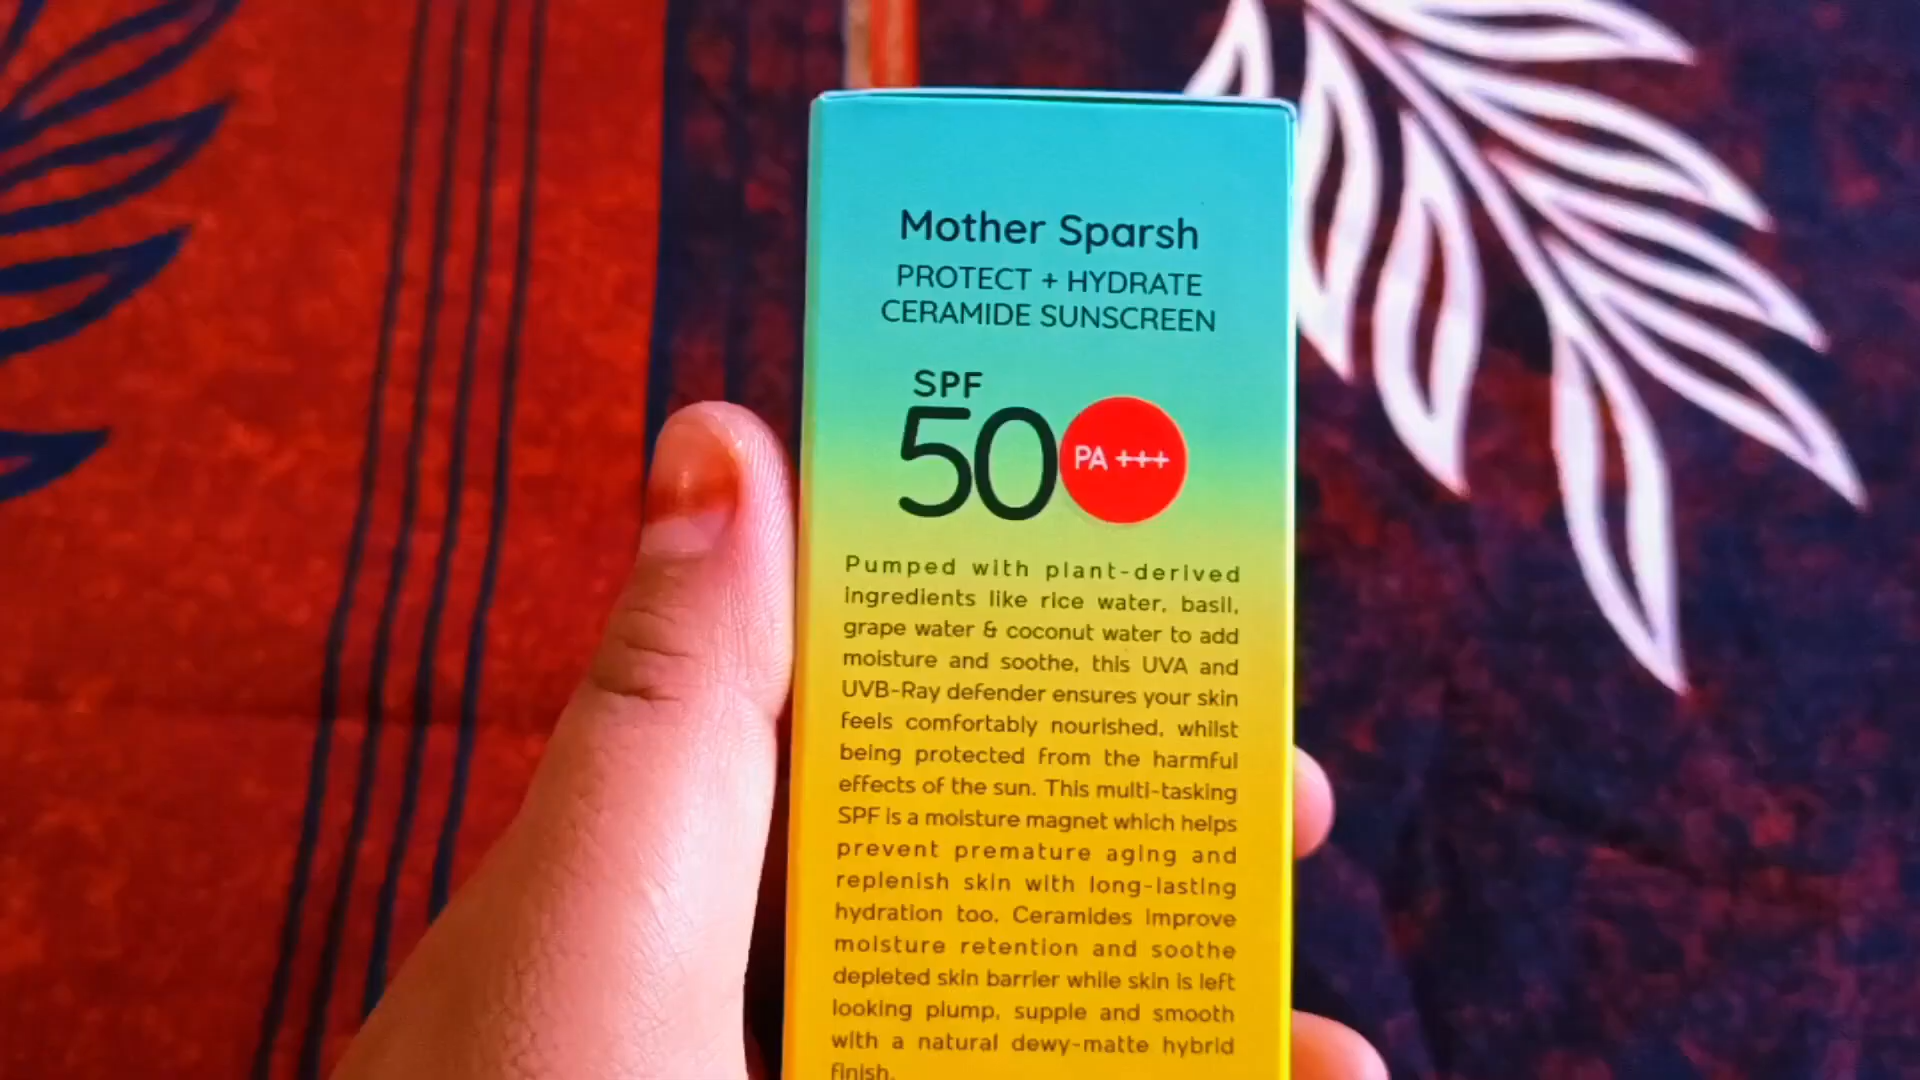 Mother Sparsh
PROTECT + HYDRATE
CERAMIDE SUNSCREEN
SPF
50 PA +++
Pumped with plant-derived
ingredients like rice water, basil,
grape water & coconut water to add
moisture and soothe, this UVA and
UVB-Ray defender ensures your skin
feels comfortably nourished, whilst
being protected from the harmful
effects of the sun. This multi-tasking
SPF is a moisture magnet which helps
prevent premature aging and
replenish skin with long-lasting
hydration too. Ceramides improve
moisture retention and soothe
depleted skin barrier while skin is left
looking plump, supple and smooth
with a natural dewy-matte hybrid
finish.